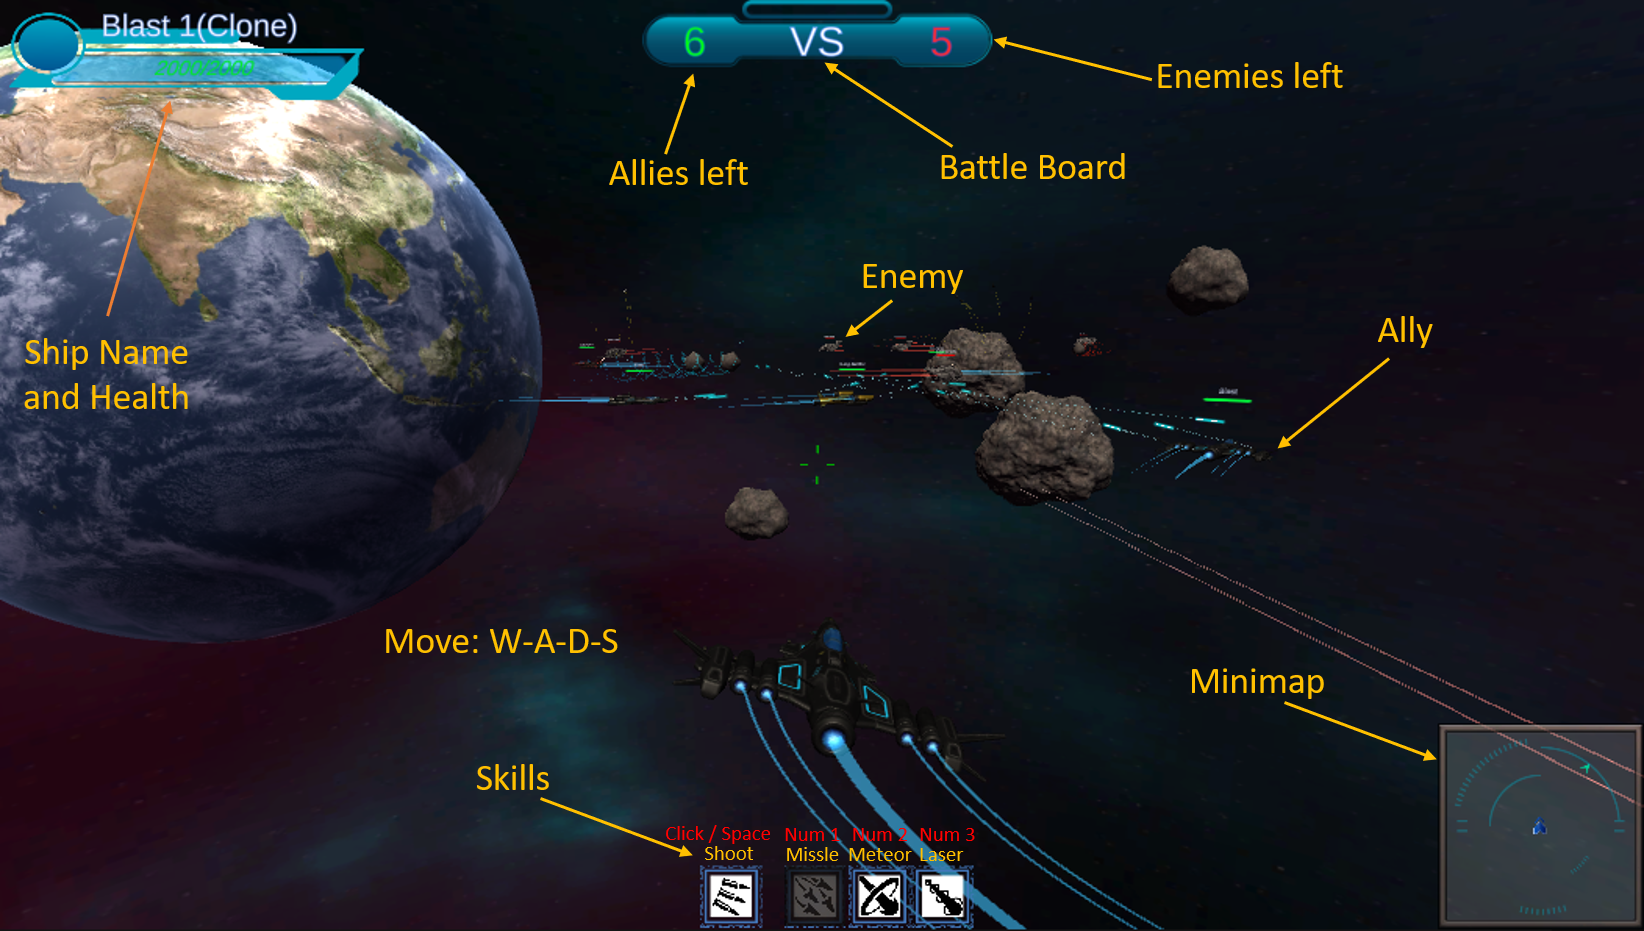 Blast 1(Clone)
2000/2000
6 VS 5
Enemies left
Allies left
Battle Board
Enemy
Ally
Ship Name
and Health
Move: W-A-D-S
Minimap
Skills
Click / Space Num 1 Num 2 Num 3
Shoot Missle Meteor Laser